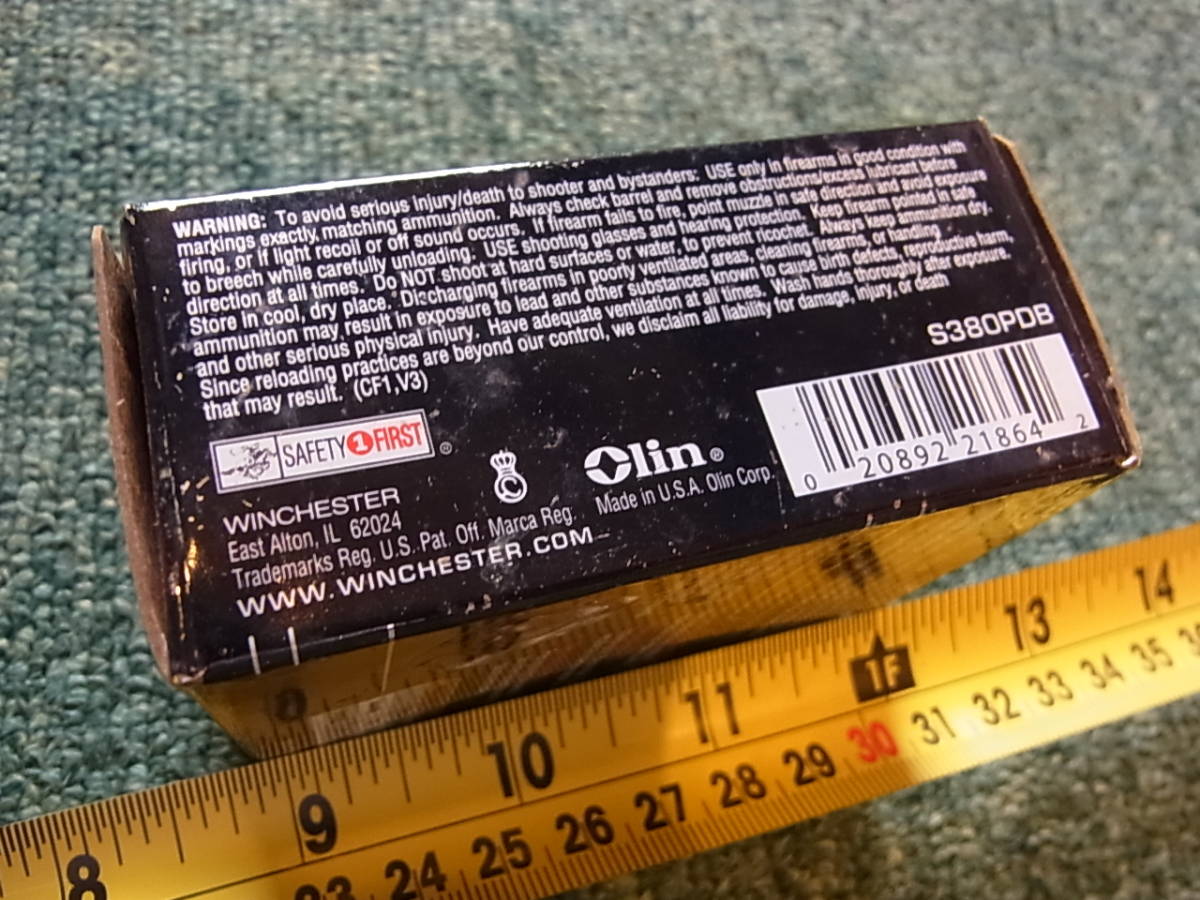 WARNING: To avoid serious injury/death to shooter and bystanders: USE only in firearms in good condition with
markings exactly matching ammunition. Always check barrel and remove obstructions/excess lubricant before
firing, or if light recoil or off sound occurs. If firearm fails to fire, point muzzle in safe direction and avoid exposure
to breech while carefully unloading. USE shooting glasses and hearing protection. Keep firearm pointed in safe
direction at all times. Do NOT shoot at hard surfaces or water, to prevent ricochet. Always keep ammunition dry.
Store in cool, dry place. Discharging firearms in poorly ventilated areas, cleaning firearms, or handling
ammunition may result in exposure to lead and other substances known to cause birth defects, reproductive harm,
and other serious physical injury. Have adequate ventilation at all times. Wash hands thoroughly after exposure.
Since reloading practices are beyond our control, we disclaim all liability for damage, injury, or death
that may result. (CF1,V3)
S380PDB
0 20892 21864 2
SAFETY 1 FIRST ®
C
Olin®
Made in U.S.A. Olin Corp.
WINCHESTER
East Alton, IL 62024
Trademarks Reg. U.S. Pat. Off. Marca Reg.
WWW.WINCHESTER.COM
8 9 10 11 1F 13 14
23 24 25 26 27 28 29 30 31 32 33 34 35